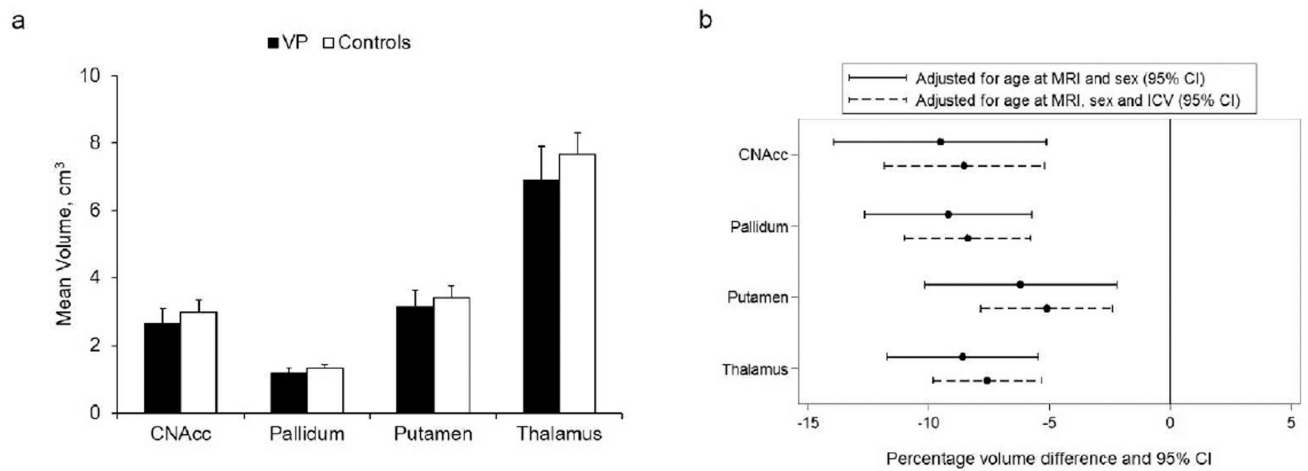 a
VP Controls
10
8
6
4
2
0
Mean Volume, cm³
CNAcc Pallidum Putamen Thalamus
b
Adjusted for age at MRI and sex (95% CI)
Adjusted for age at MRI, sex and ICV (95% CI)
CNAcc
Pallidum
Putamen
Thalamus
-15 -10 -5 0 5
Percentage volume difference and 95% CI